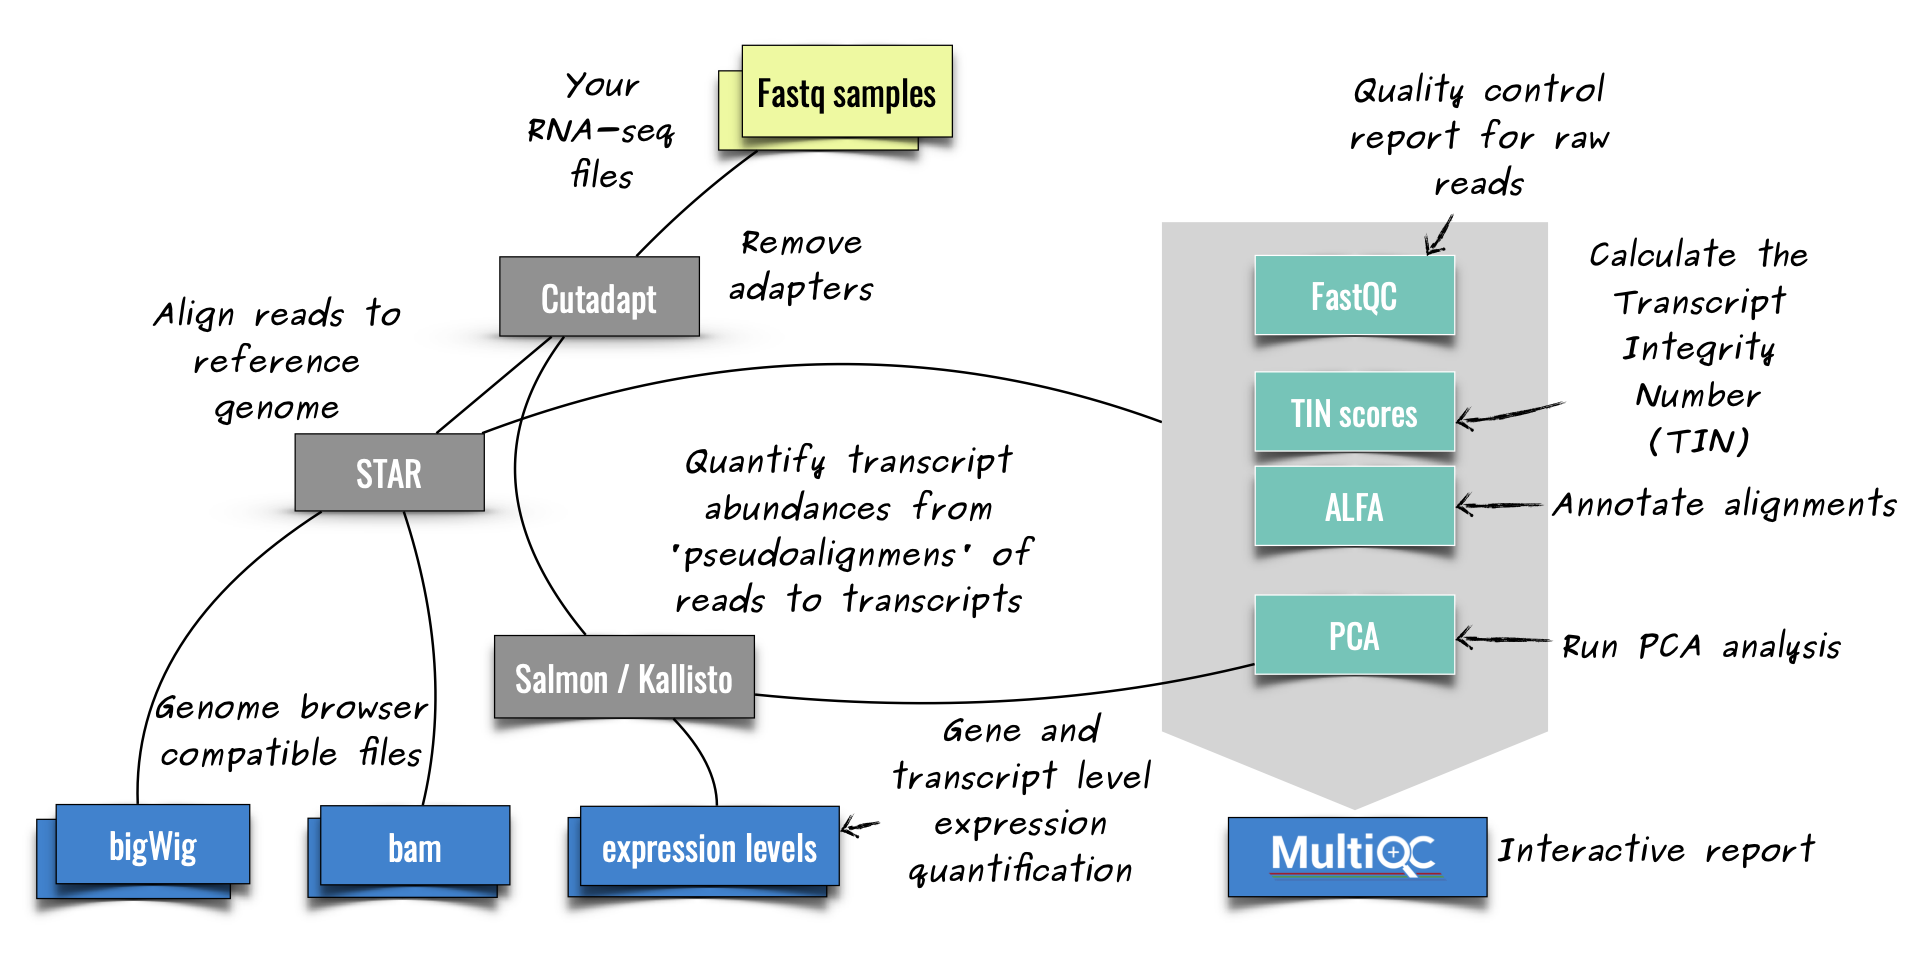 Your
RNA-seq
files
Fastq samples
Quality control
report for raw
reads
Remove
adapters
Cutadapt
FastQC
Calculate the
Transcript
Integrity
Number
(TIN)
Align reads to
reference
genome
STAR
TIN scores
Quantify transcript
abundances from
'pseudoalignmens' of
reads to transcripts
ALFA
Annotate alignments
Salmon / Kallisto
PCA
Run PCA analysis
Genome browser
compatible files
Gene and
transcript level
expression
quantification
bigWig
bam
expression levels
MultiQC
Interactive report